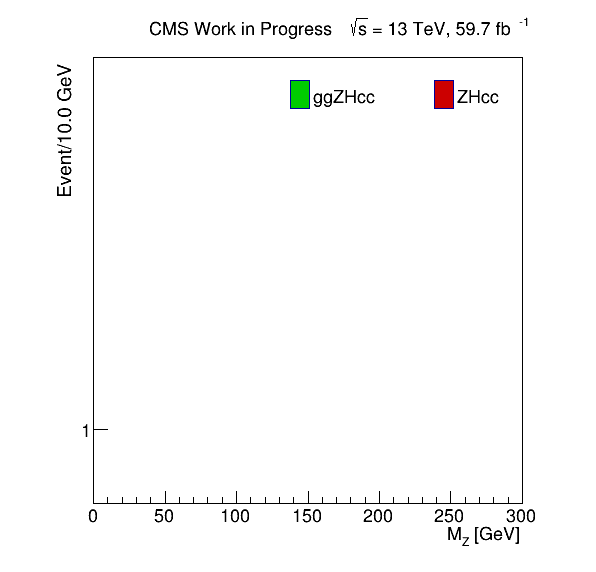 CMS Work in Progress √s = 13 TeV, 59.7 fb⁻¹
Event/10.0 GeV
ggZHcc ZHcc
1
0 50 100 150 200 250 300
M_Z [GeV]